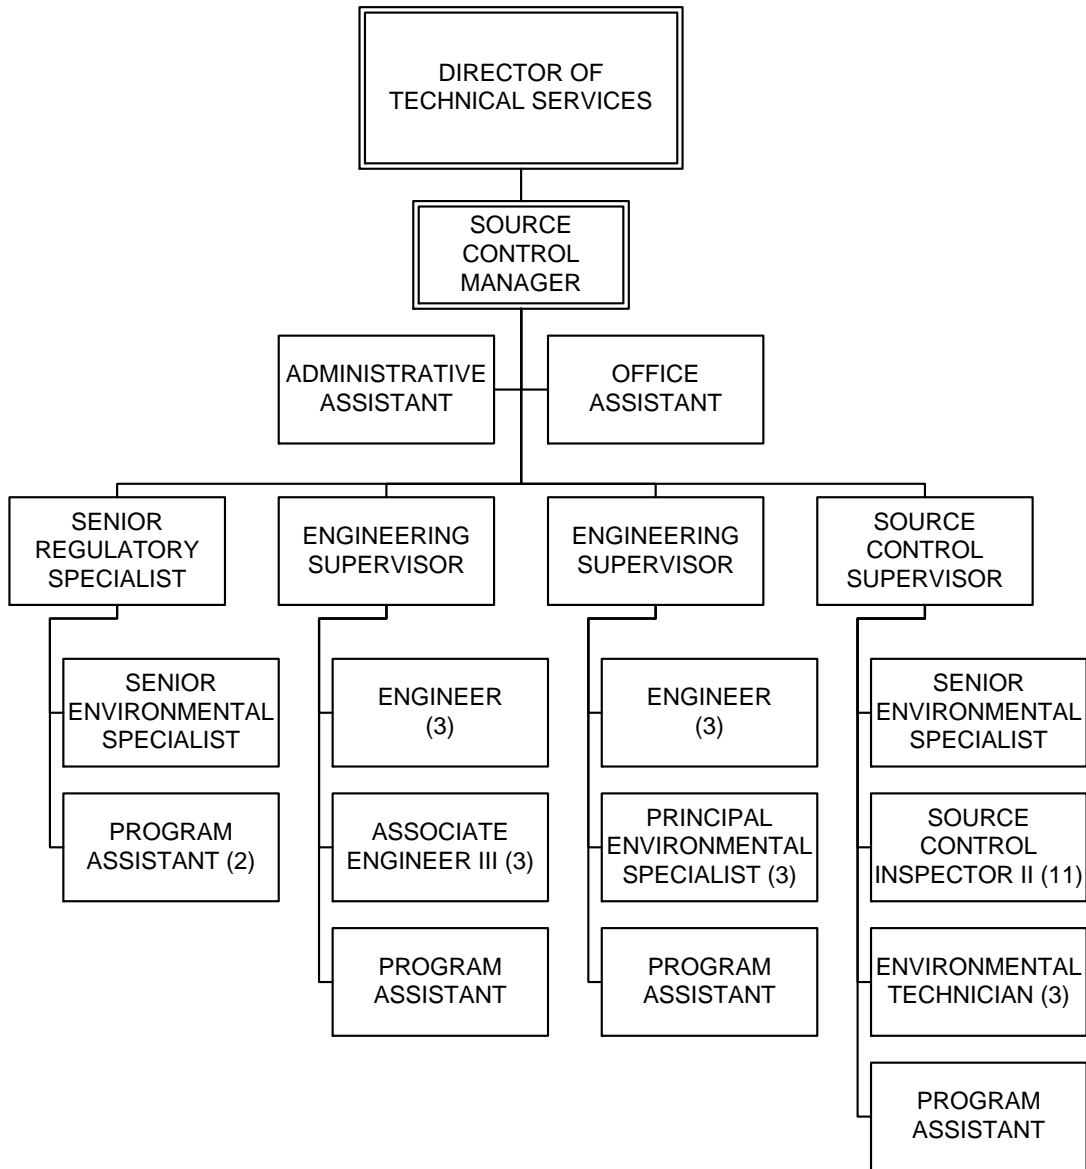 DIRECTOR OF
TECHNICAL SERVICES
SOURCE
CONTROL
MANAGER
ADMINISTRATIVE
ASSISTANT
OFFICE
ASSISTANT
SENIOR
REGULATORY
SPECIALIST
ENGINEERING
SUPERVISOR
ENGINEERING
SUPERVISOR
SOURCE
CONTROL
SUPERVISOR
SENIOR
ENVIRONMENTAL
SPECIALIST
ENGINEER
(3)
ENGINEER
(3)
SENIOR
ENVIRONMENTAL
SPECIALIST
PROGRAM
ASSISTANT (2)
ASSOCIATE
ENGINEER III (3)
PRINCIPAL
ENVIRONMENTAL
SPECIALIST (3)
SOURCE
CONTROL
INSPECTOR II (11)
PROGRAM
ASSISTANT
PROGRAM
ASSISTANT
ENVIRONMENTAL
TECHNICIAN (3)
PROGRAM
ASSISTANT